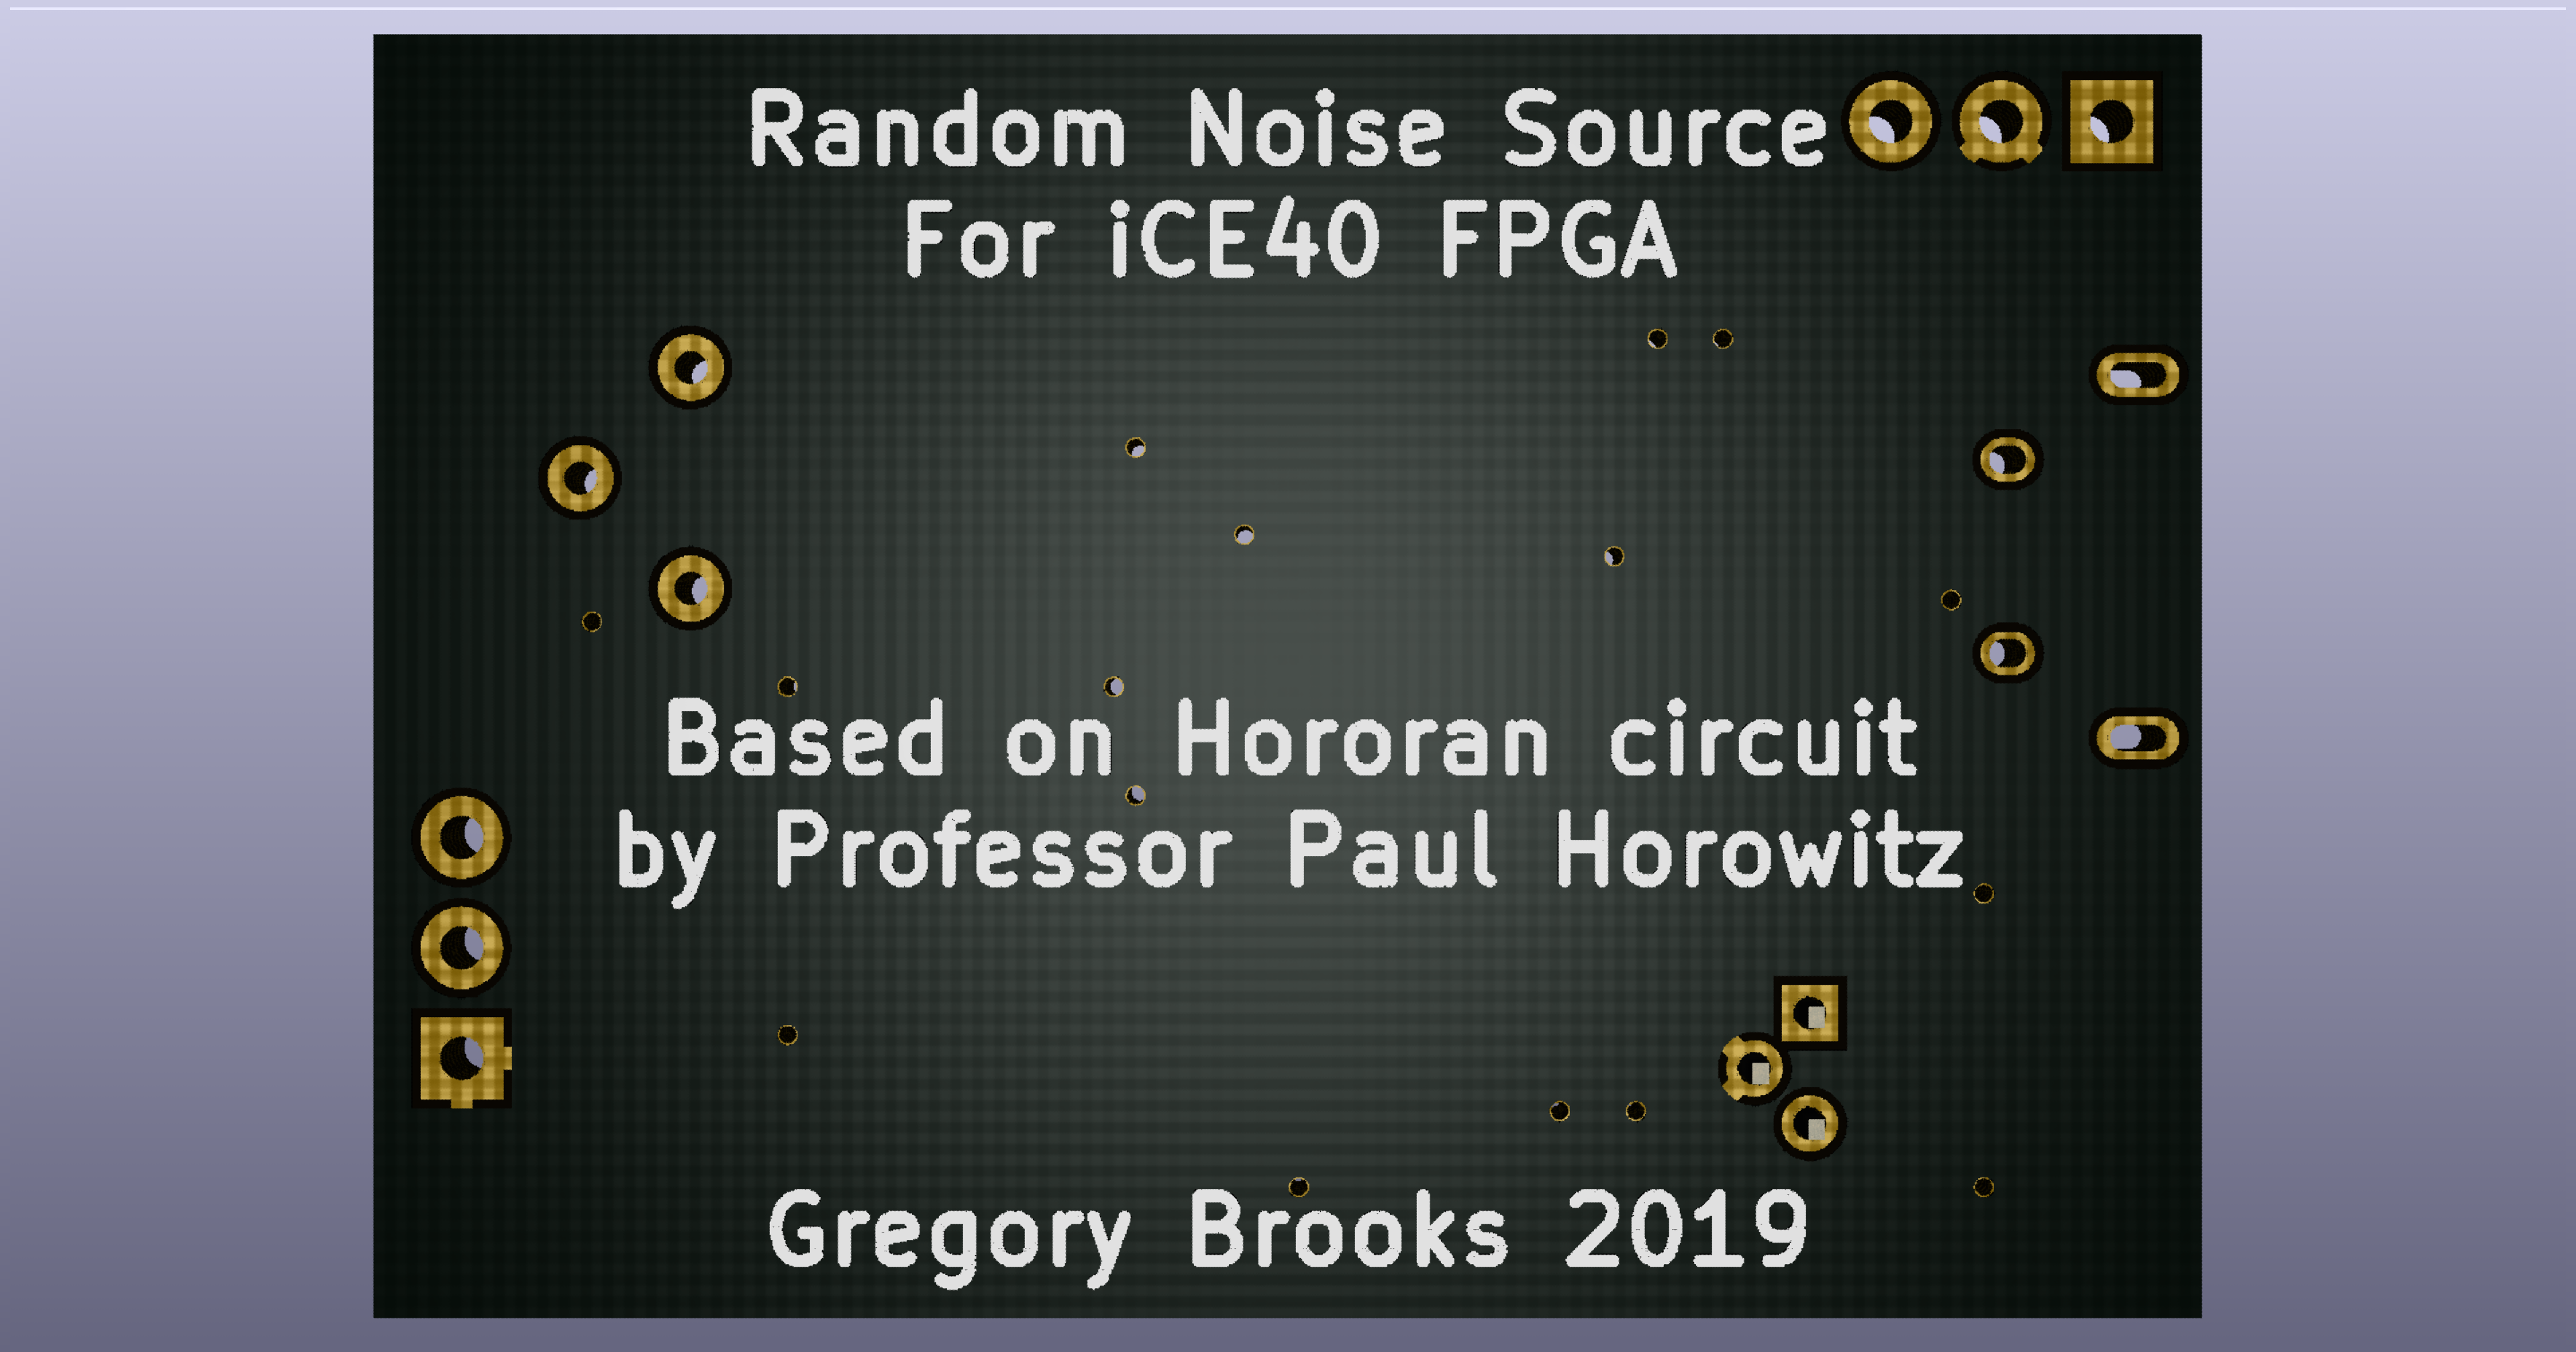 Random Noise Source
For iCE40 FPGA
Based on Hororan circuit
by Professor Paul Horowitz
Gregory Brooks 2019